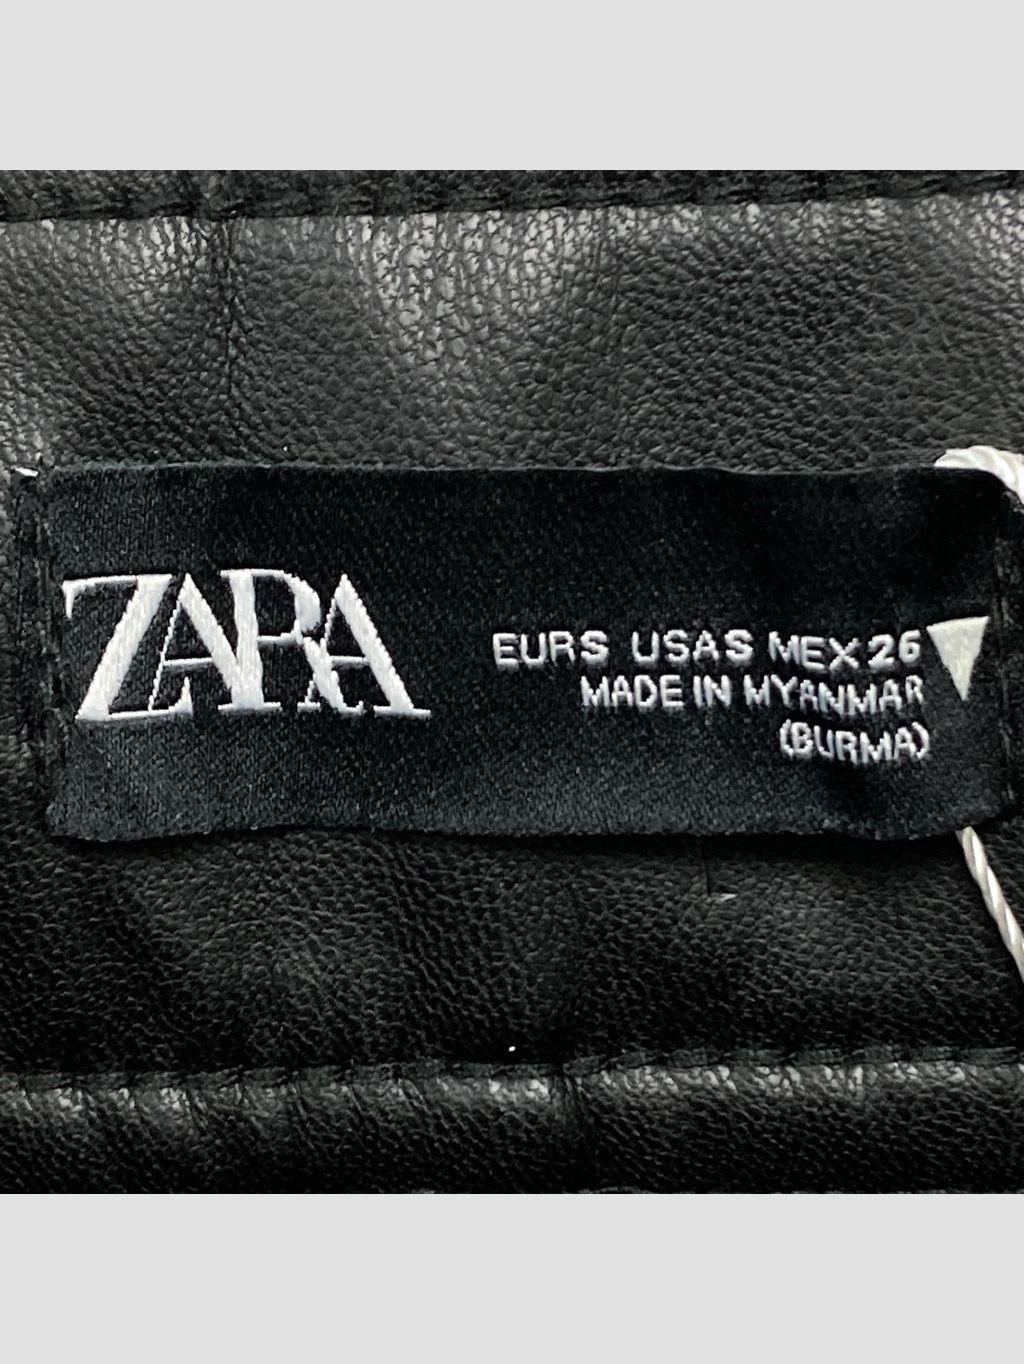 ZARA
EUR S USA S MEX 26
MADE IN MYANMAR
(BURMA)